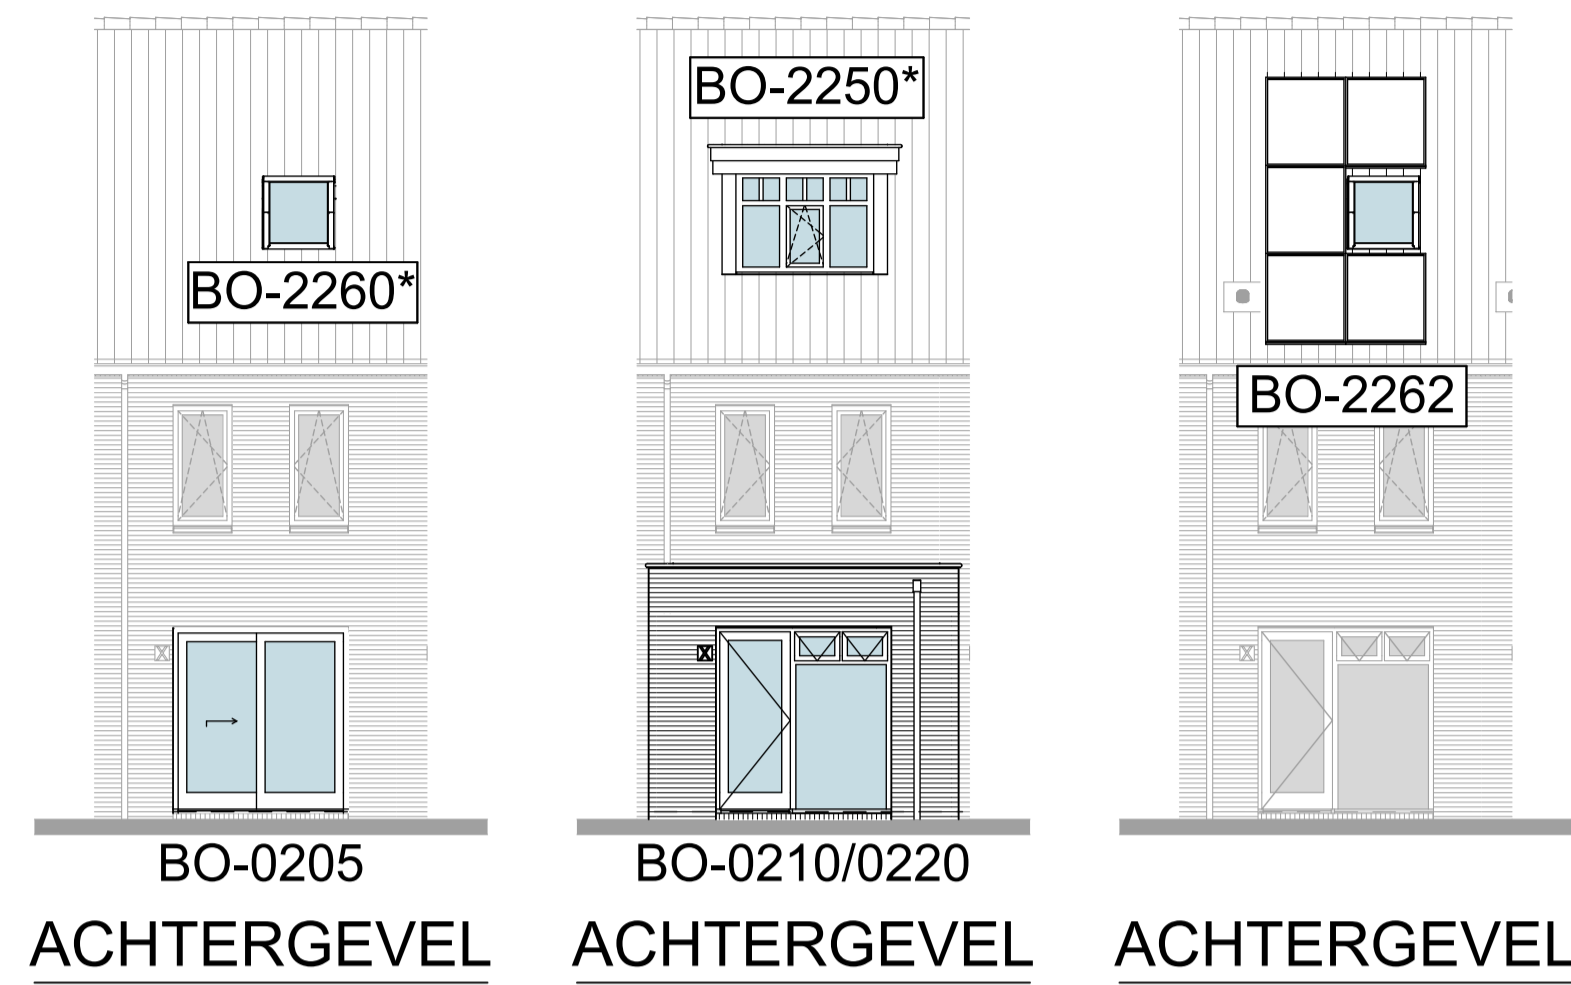 BO-2260*
BO-0205
ACHTERGEVEL
BO-2250*
BO-0210/0220
ACHTERGEVEL
BO-2262
ACHTERGEVEL